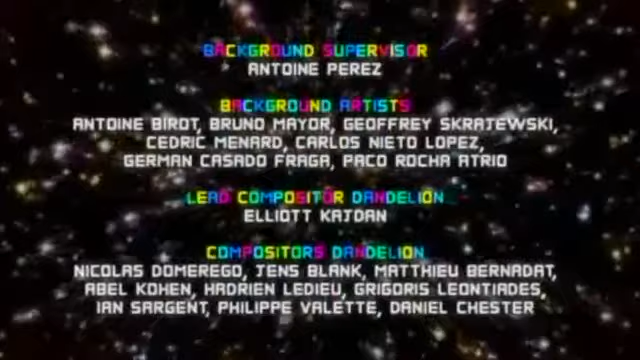 BACKGROUND SUPERVISOR
ANTOINE PEREZ
BACKGROUND ARTISTS
ANTOINE BIROT, BRUNO MAYOR, GEOFFREY SKRAJEWSKI,
CEDRIC MENARD, CARLOS NIETO LOPEZ,
GERMAN CASADO FRAGA, PACO ROCHA ATRIO
LEAD COMPOSITOR DANDELION
ELLIOTT KAJDAN
COMPOSITORS DANDELION
NICOLAS DOMEREGO, JENS BLANK, MATTHIEU BERNADAT,
ABEL KOHEN, HADRIEN LEDIEU, GRIGORIS LEONTIADES,
IAN SARGENT, PHILIPPE VALETTE, DANIEL CHESTER